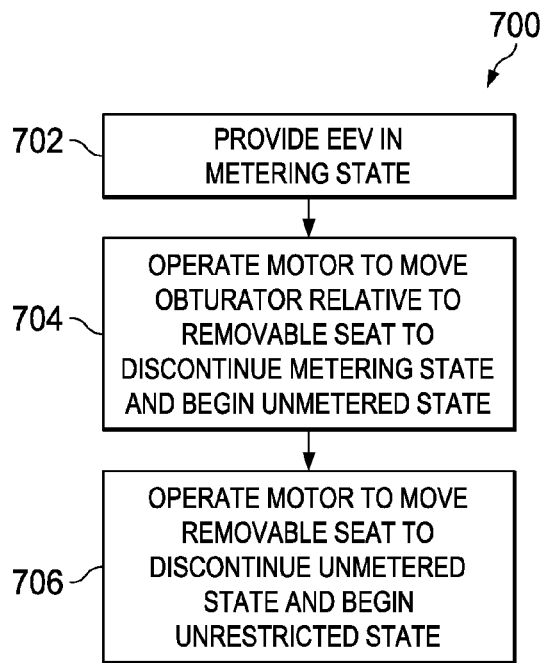 700
702
PROVIDE EEV IN
METERING STATE
704
OPERATE MOTOR TO MOVE
OBTURATOR RELATIVE TO
REMOVABLE SEAT TO
DISCONTINUE METERING STATE
AND BEGIN UNMETERED STATE
706
OPERATE MOTOR TO MOVE
REMOVABLE SEAT TO
DISCONTINUE UNMETERED
STATE AND BEGIN
UNRESTRICTED STATE